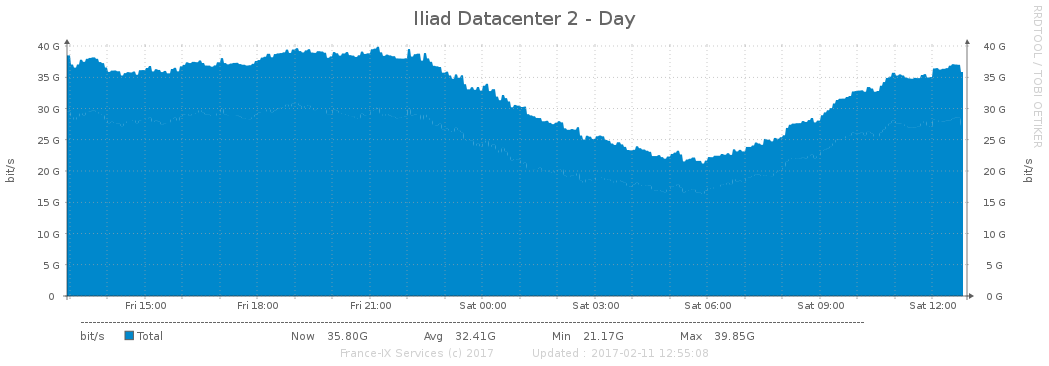 Iliad Datacenter 2 - Day
RRDTOOL / TOBI OETIKER
bit/s
40 G 40 G
35 G 35 G
30 G 30 G
25 G 25 G
20 G 20 G
15 G 15 G
10 G 10 G
5 G 5 G
0 0 G
bit/s
Fri 15:00 Fri 18:00 Fri 21:00 Sat 00:00 Sat 03:00 Sat 06:00 Sat 09:00 Sat 12:00
bit/s Total Now 35.80G Avg 32.41G Min 21.17G Max 39.85G
France-IX Services (c) 2017 Updated : 2017-02-11 12:55:08